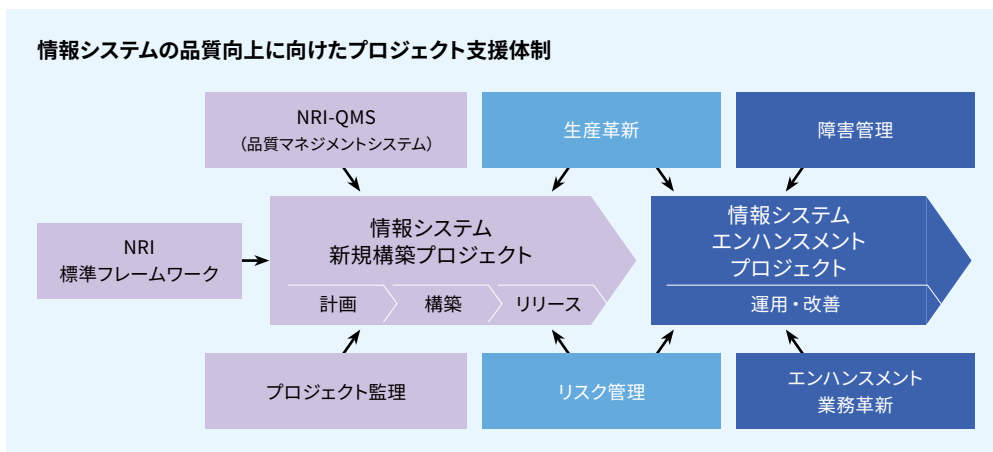 情報システムの品質向上に向けたプロジェクト支援体制
NRI-QMS
（品質マネジメントシステム）
生産革新
障害管理
NRI
標準フレームワーク
情報システム
新規構築プロジェクト
計画
構築
リリース
情報システム
エンハンスメント
プロジェクト
運用・改善
プロジェクト監理
リスク管理
エンハンスメント
業務革新